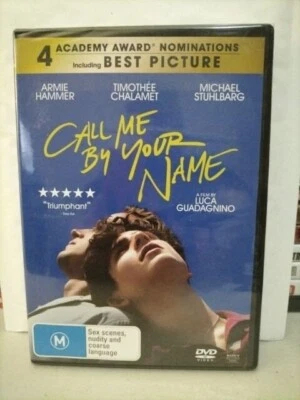 4 ACADEMY AWARD® NOMINATIONS
Including BEST PICTURE
ARMIE HAMMER
TIMOTHÉE CHALAMET
MICHAEL STUHLBARG
CALL ME
BY YOUR
NAME
"Triumphant"
A FILM BY
LUCA
GUADAGNINO
M
Sex scenes,
nudity and
coarse
language
DVD
VIDEO